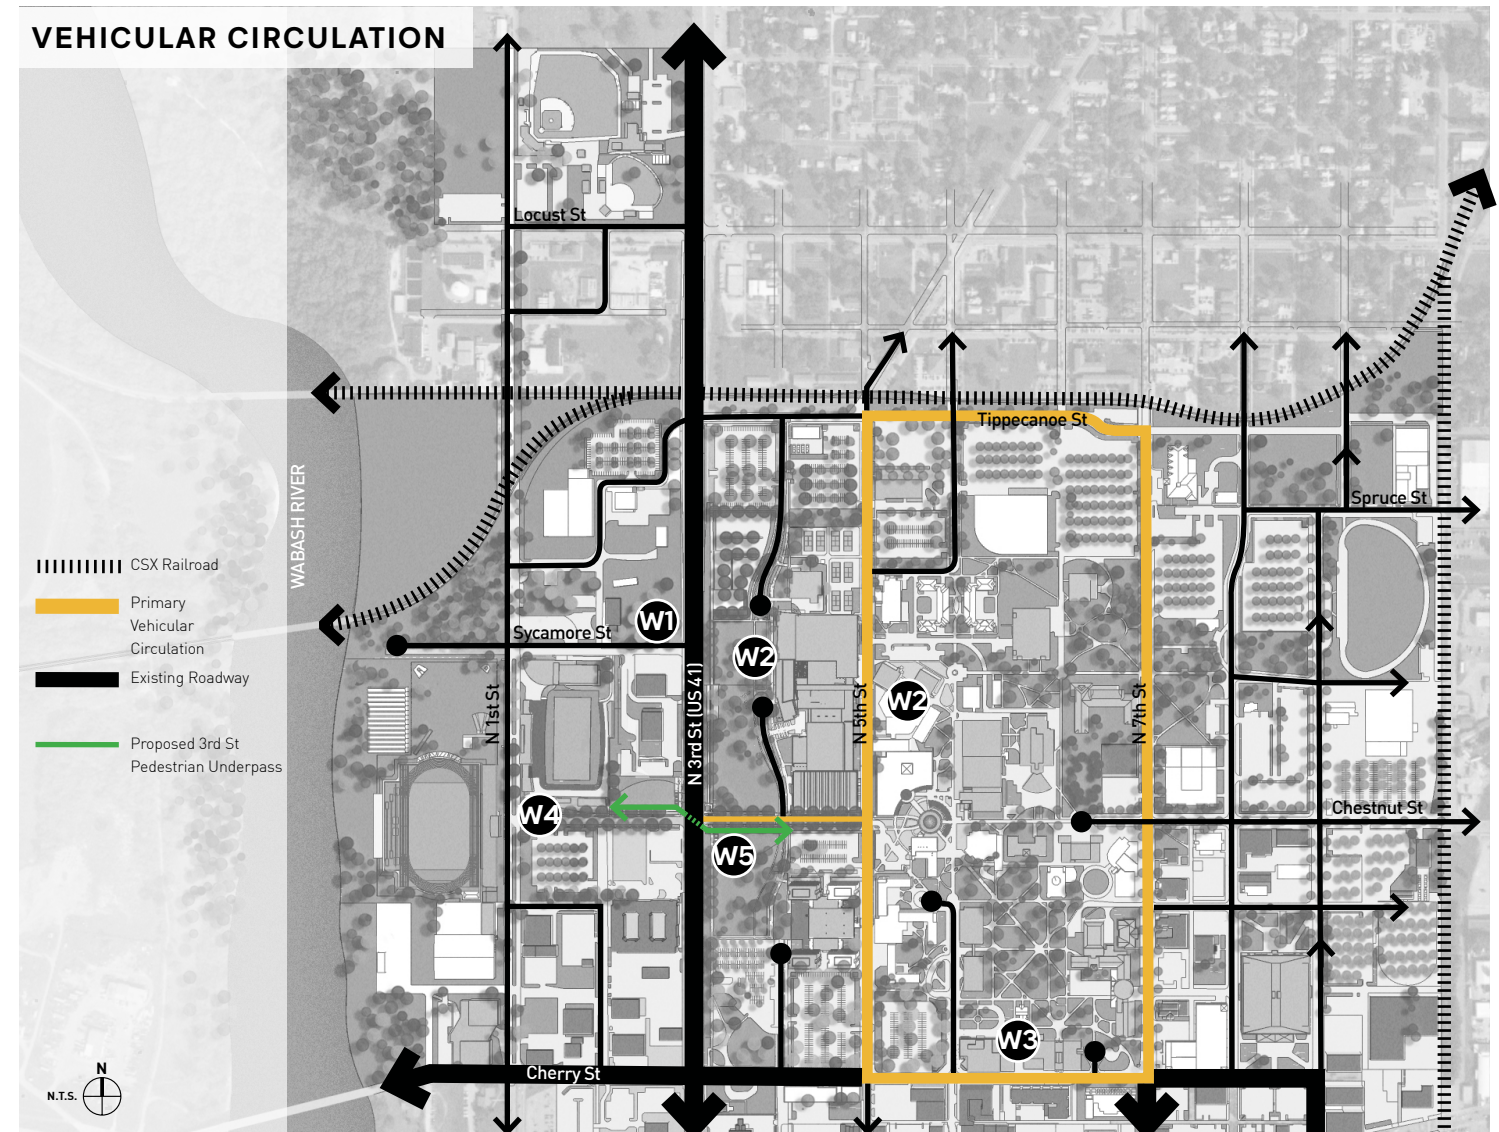 VEHICULAR CIRCULATION
Locust St
Tippecanoe St
Spruce St
WABASH RIVER
CSX Railroad
Primary
Vehicular
Circulation
Existing Roadway
Proposed 3rd St
Pedestrian Underpass
W1
Sycamore St
W2
N 1st St
N 3rd St (US 41)
N 5th St
W2
N 7th St
W4
W5
Chestnut St
W3
Cherry St
N
N.T.S.